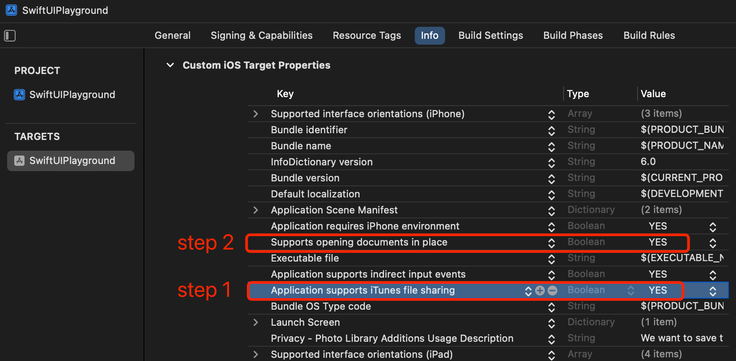 SwiftUIPlayground
General Signing & Capabilities Resource Tags Info Build Settings Build Phases Build Rules
PROJECT
SwiftUIPlayground
TARGETS
SwiftUIPlayground
Custom iOS Target Properties
Key Type Value
Supported interface orientations (iPhone) Array (3 items)
Bundle identifier String $(PRODUCT_BUN
Bundle name String $(PRODUCT_NAM
InfoDictionary version String 6.0
Bundle version String $(CURRENT_PRO
Default localization String $(DEVELOPMENT
Application Scene Manifest Dictionary (2 items)
Application requires iPhone environment Boolean YES
step 2 Supports opening documents in place Boolean YES
Executable file String $(EXECUTABLE_N
Application supports indirect input events Boolean YES
step 1 Application supports iTunes file sharing Boolean YES
Bundle OS Type code String $(PRODUCT_BUN
Launch Screen Dictionary (1 item)
Privacy - Photo Library Additions Usage Description String We want to save t
Supported interface orientations (iPad) Array (4 items)